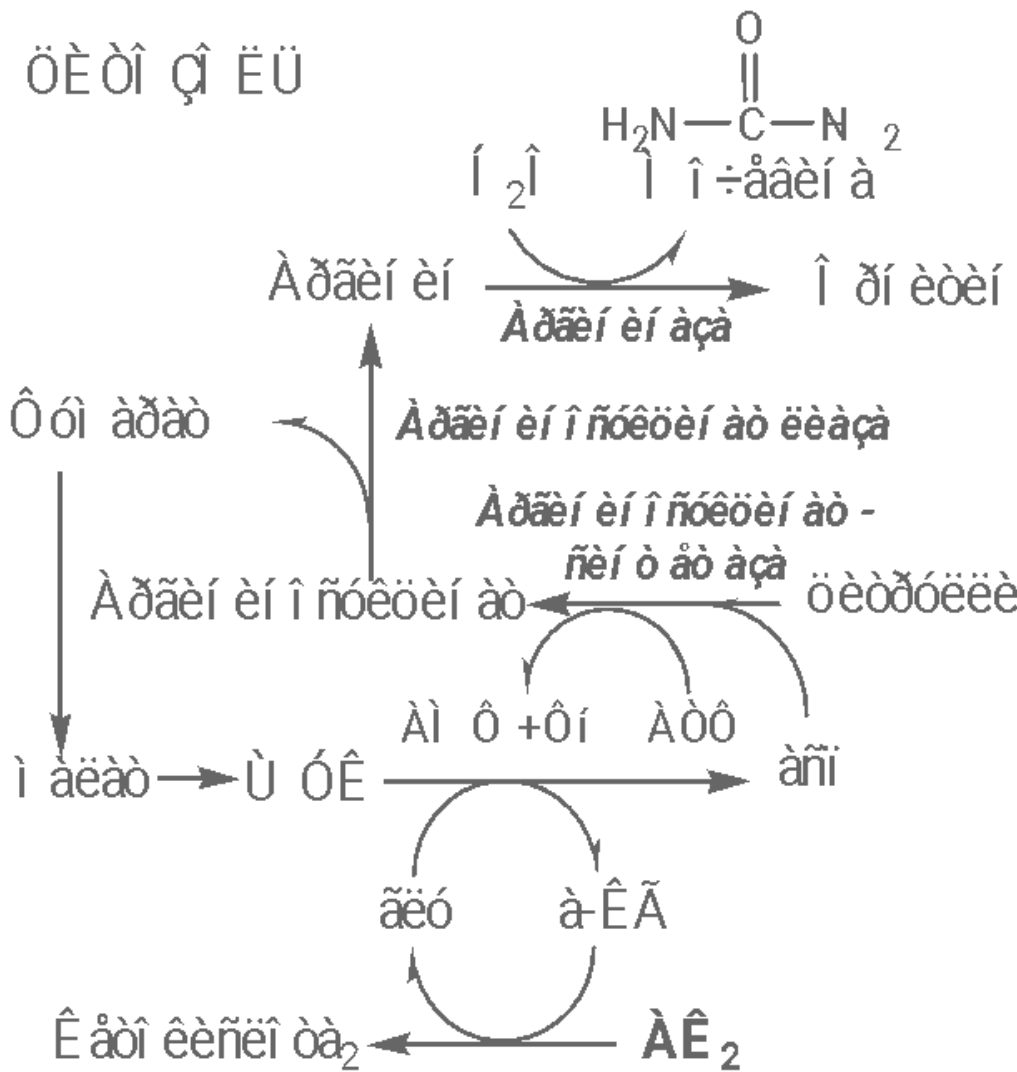 ÖÈÒÎ ÇÎ ËÜ
O
H₂N—C—N ₂
Í ₂Î
Ì î ÷åâèí à
Àðãèí èí
Î ðí èòèí
Àðãèí èí àçà
Ôóì àðàò
Àðãèí èí î ñóêöèí àò ëèàçà
Àðãèí èí î ñóêöèí àò -
ñèí ò åò àçà
Àðãèí èí î ñóêöèí àò
öèòðóëëè
ÀÌ Ô +Ôí
ÀÒÔ
ì àëàò
Ù ÓÊ
àñï
ãëó
à-ÊÃ
Ê åòî êèñëî òà₂
ÀÊ₂